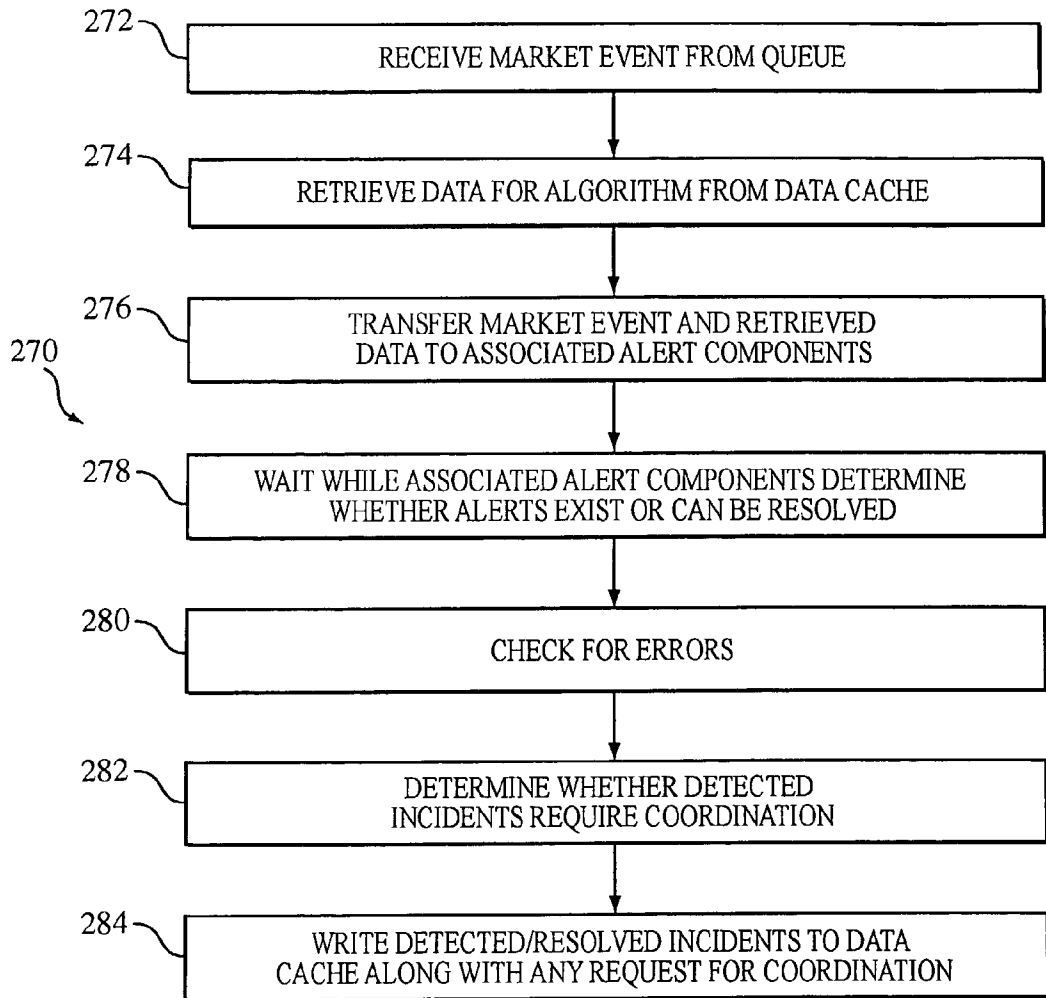 272
RECEIVE MARKET EVENT FROM QUEUE
274
RETRIEVE DATA FOR ALGORITHM FROM DATA CACHE
276
TRANSFER MARKET EVENT AND RETRIEVED
DATA TO ASSOCIATED ALERT COMPONENTS
270
278
WAIT WHILE ASSOCIATED ALERT COMPONENTS DETERMINE
WHETHER ALERTS EXIST OR CAN BE RESOLVED
280
CHECK FOR ERRORS
282
DETERMINE WHETHER DETECTED
INCIDENTS REQUIRE COORDINATION
284
WRITE DETECTED/RESOLVED INCIDENTS TO DATA
CACHE ALONG WITH ANY REQUEST FOR COORDINATION